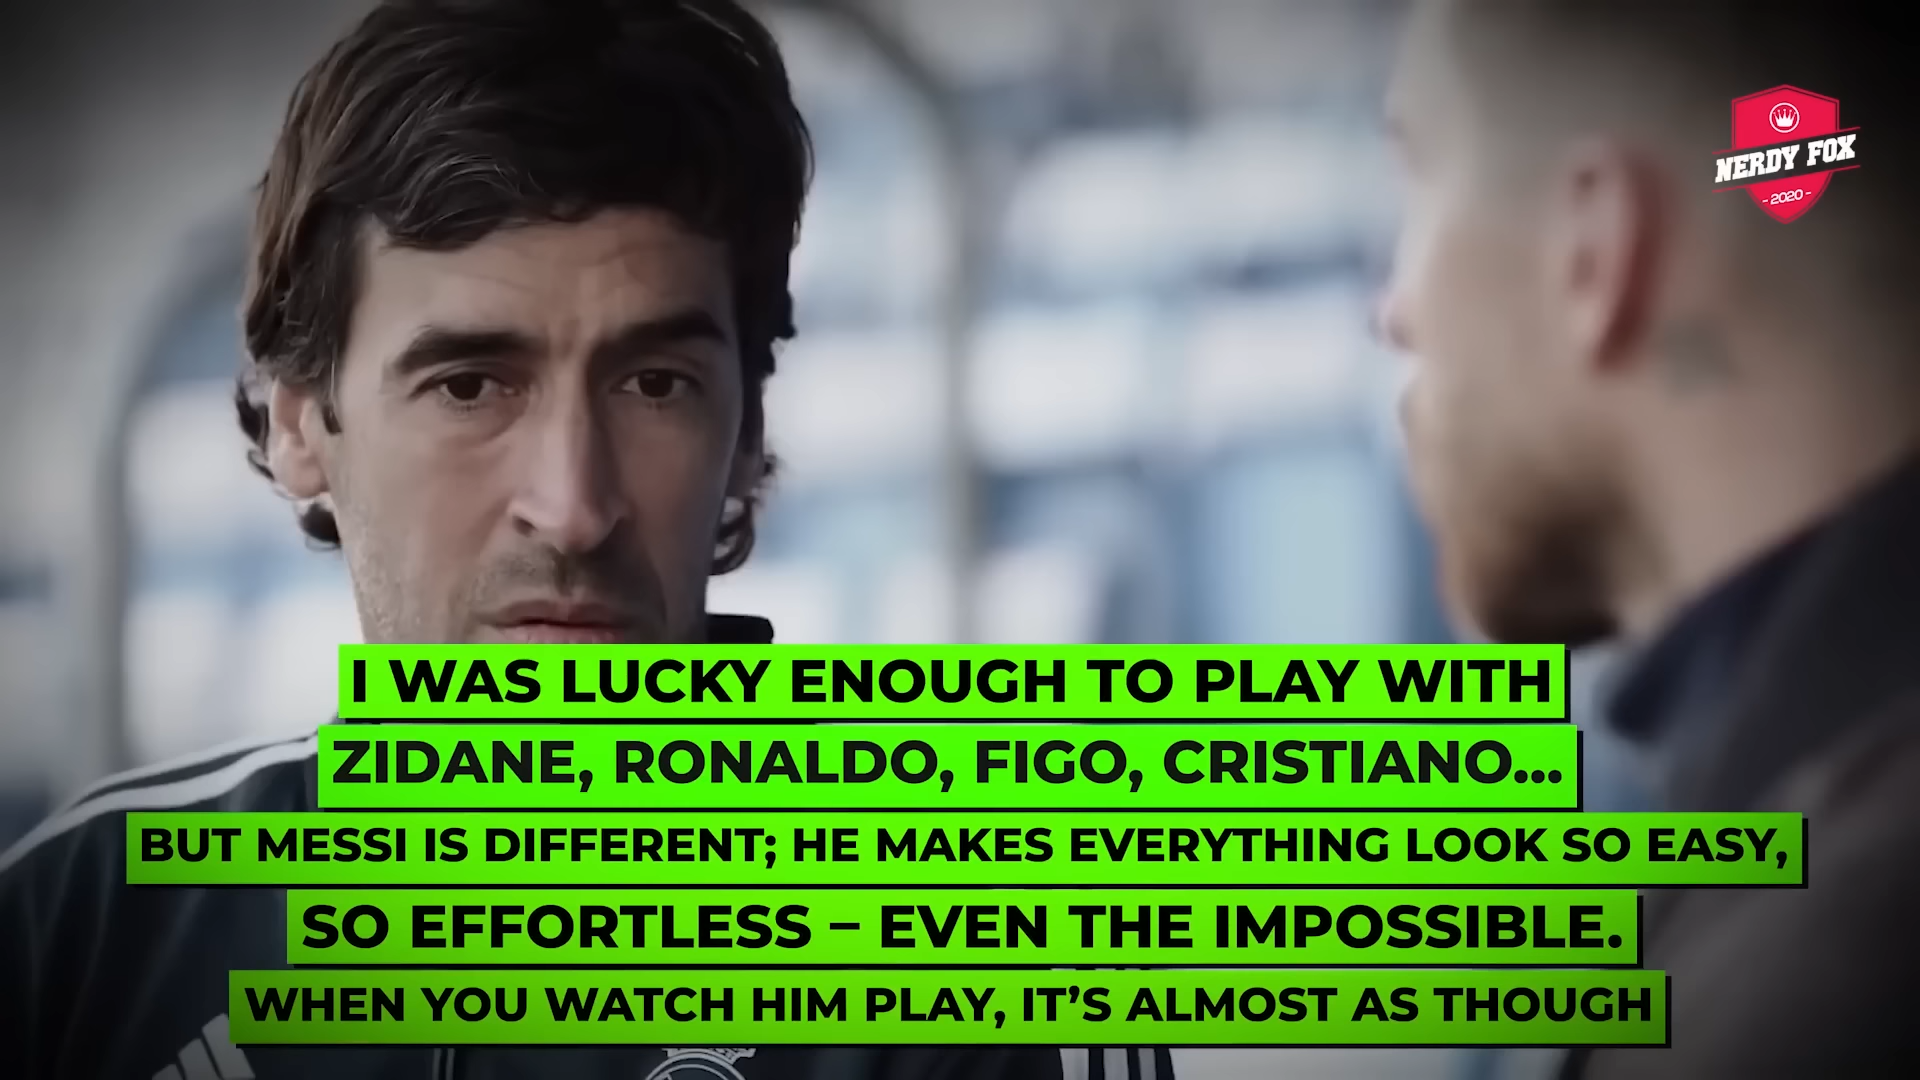 NERDY FOX
- 2020 -
I WAS LUCKY ENOUGH TO PLAY WITH
ZIDANE, RONALDO, FIGO, CRISTIANO...
BUT MESSI IS DIFFERENT; HE MAKES EVERYTHING LOOK SO EASY,
SO EFFORTLESS – EVEN THE IMPOSSIBLE.
WHEN YOU WATCH HIM PLAY, IT’S ALMOST AS THOUGH